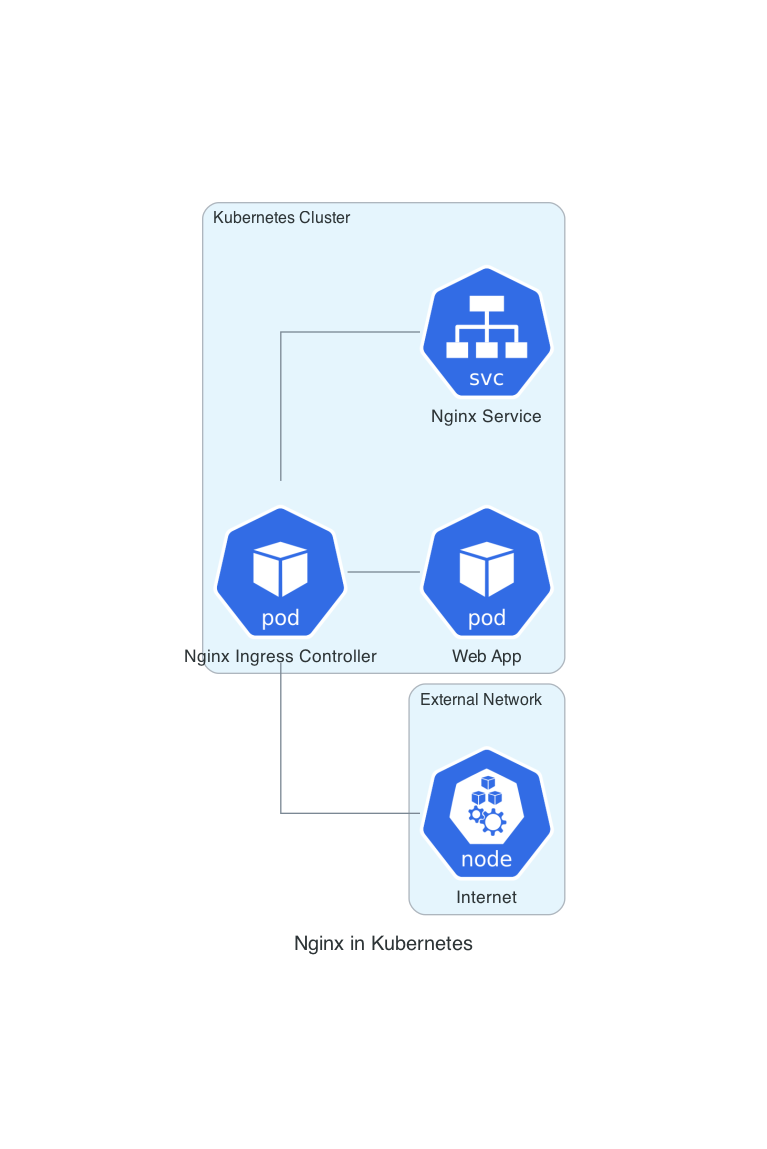 Kubernetes Cluster
svc
Nginx Service
pod
Nginx Ingress Controller
pod
Web App
External Network
node
Internet
Nginx in Kubernetes